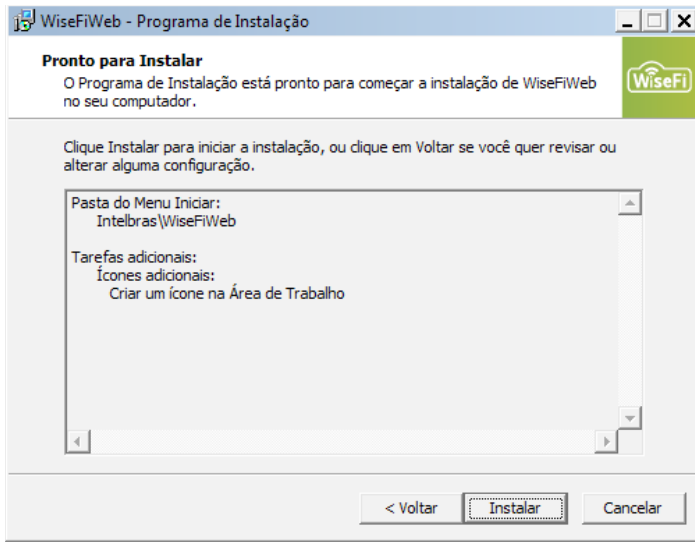 WiseFiWeb - Programa de Instalação
Pronto para Instalar
O Programa de Instalação está pronto para começar a instalação de WiseFiWeb
no seu computador.
WiseFi
Clique Instalar para iniciar a instalação, ou clique em Voltar se você quer revisar ou
alterar alguma configuração.
Pasta do Menu Iniciar:
Intelbras\WiseFiWeb
Tarefas adicionais:
Ícones adicionais:
Criar um ícone na Área de Trabalho
< Voltar
Instalar
Cancelar